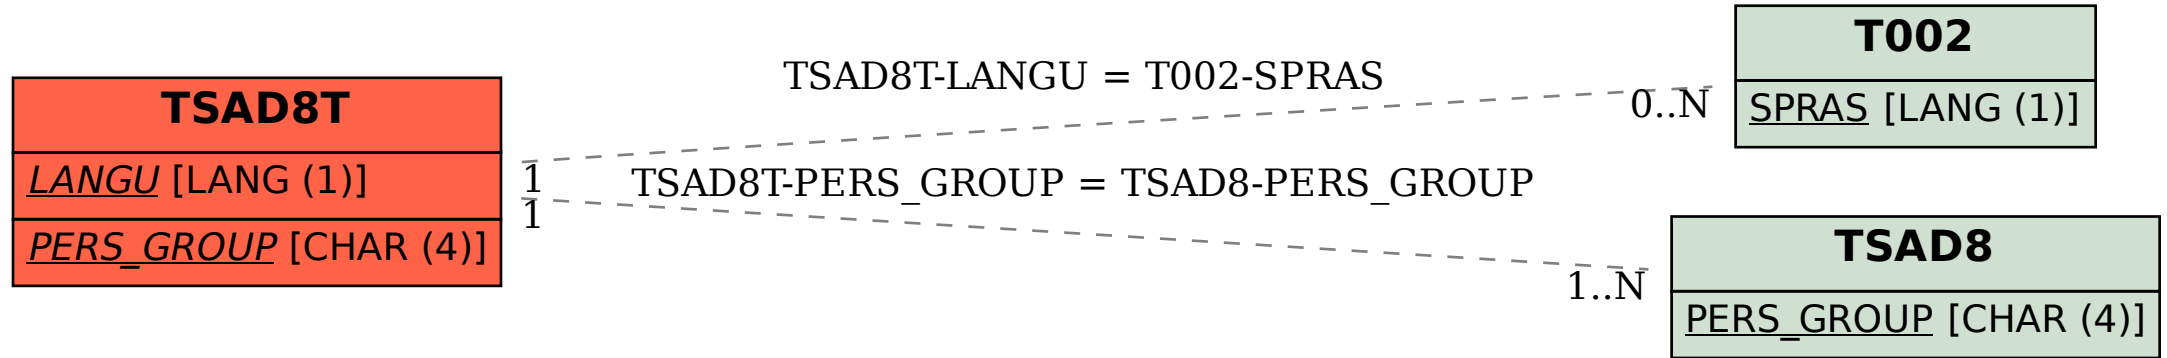 TSAD8T
LANGU [LANG (1)]
PERS_GROUP [CHAR (4)]
TSAD8T-LANGU = T002-SPRAS
1
0..N
TSAD8T-PERS_GROUP = TSAD8-PERS_GROUP
1
1..N
T002
SPRAS [LANG (1)]
TSAD8
PERS_GROUP [CHAR (4)]